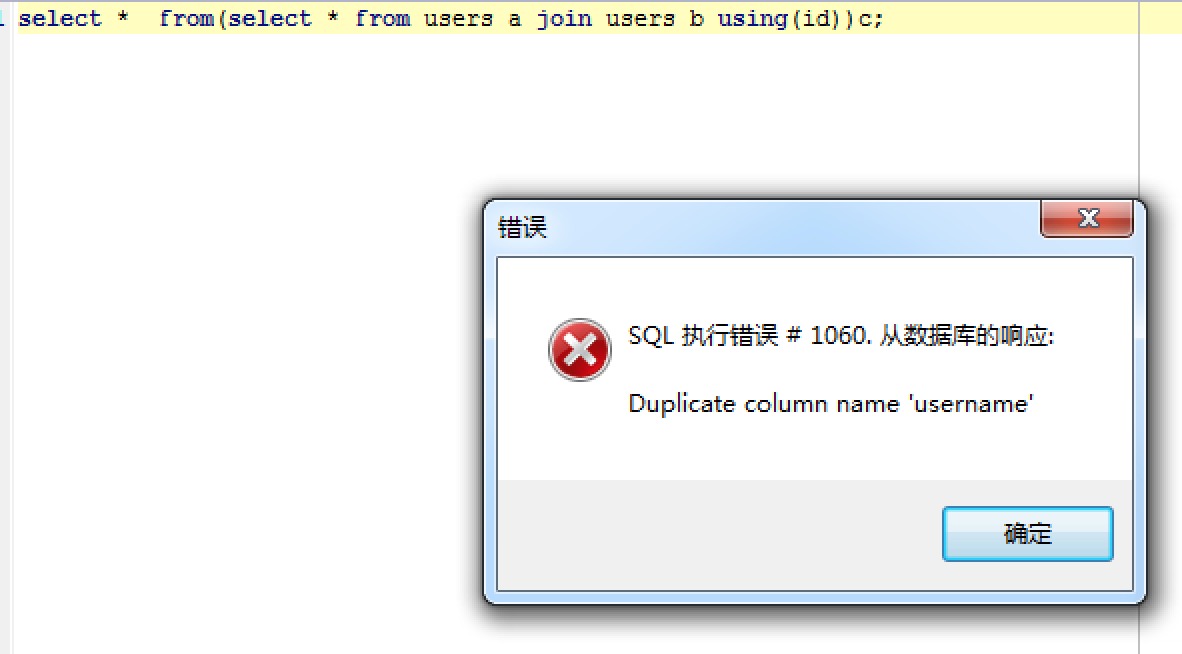 select *  from(select * from users a join users b using(id))c;
错误
SQL 执行错误 # 1060. 从数据库的响应:
Duplicate column name 'username'
确定